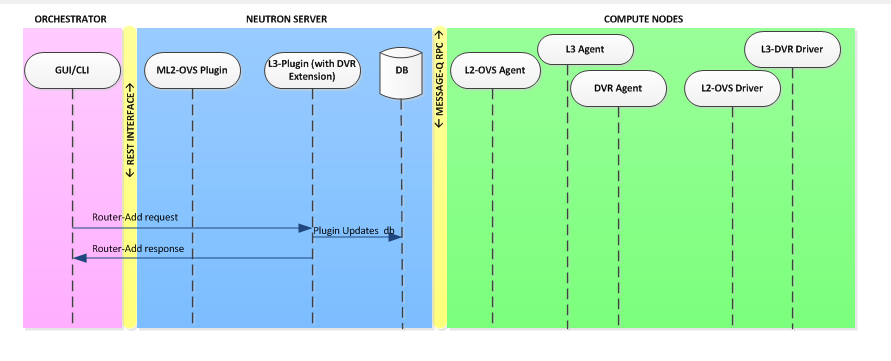 ORCHESTRATOR
NEUTRON SERVER
COMPUTE NODES
GUI/CLI
← REST INTERFACE→
ML2-OVS Plugin
L3-Plugin (with DVR
Extension)
DB
← MESSAGE-Q RPC →
L2-OVS Agent
L3 Agent
DVR Agent
L2-OVS Driver
L3-DVR Driver
Router-Add request
Plugin Updates db
Router-Add response